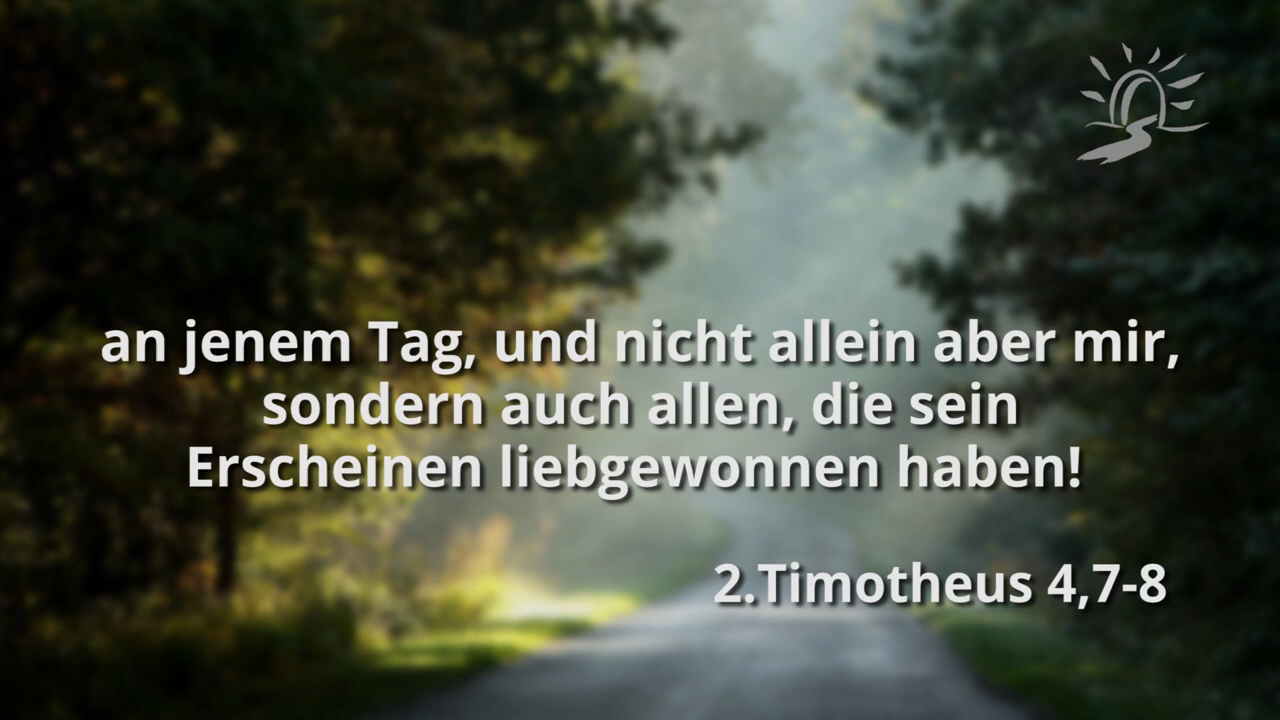 an jenem Tag, und nicht allein aber mir,
sondern auch allen, die sein
Erscheinen liebgewonnen haben!
2.Timotheus 4,7-8